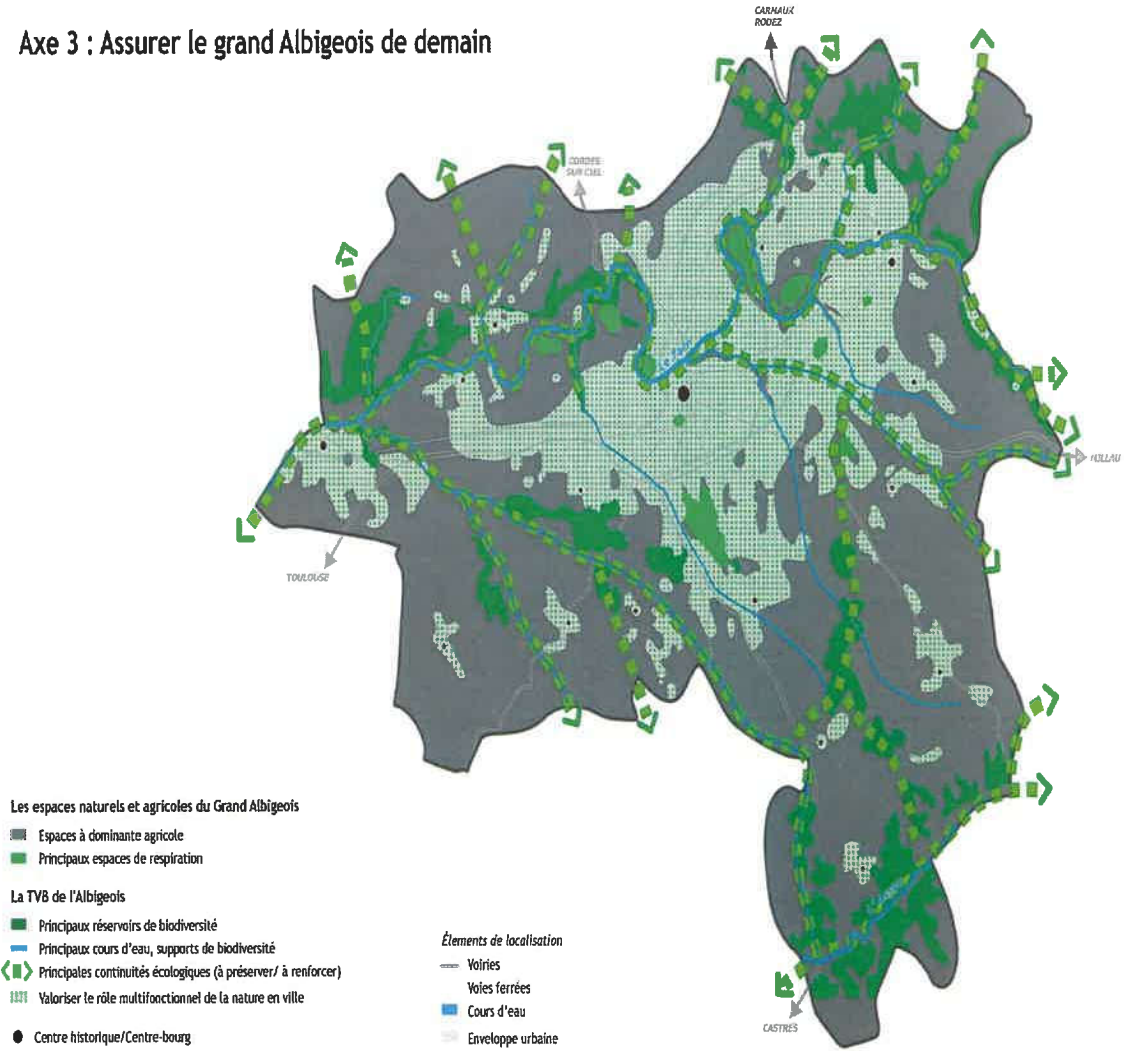 Axe 3 : Assurer le grand Albigeois de demain
CARMAUX
RODEZ
CORDES
SUR CIEL
Le Tarn
MILLAU
TOULOUSE
CASTRES
Les espaces naturels et agricoles du Grand Albigeois
Espaces à dominante agricole
Principaux espaces de respiration
La TVB de l'Albigeois
Principaux réservoirs de biodiversité
Principaux cours d'eau, supports de biodiversité
Principales continuités écologiques (à préserver/ à renforcer)
Valoriser le rôle multifonctionnel de la nature en ville
Centre historique/Centre-bourg
Élements de localisation
Voiries
Voies ferrées
Cours d'eau
Enveloppe urbaine